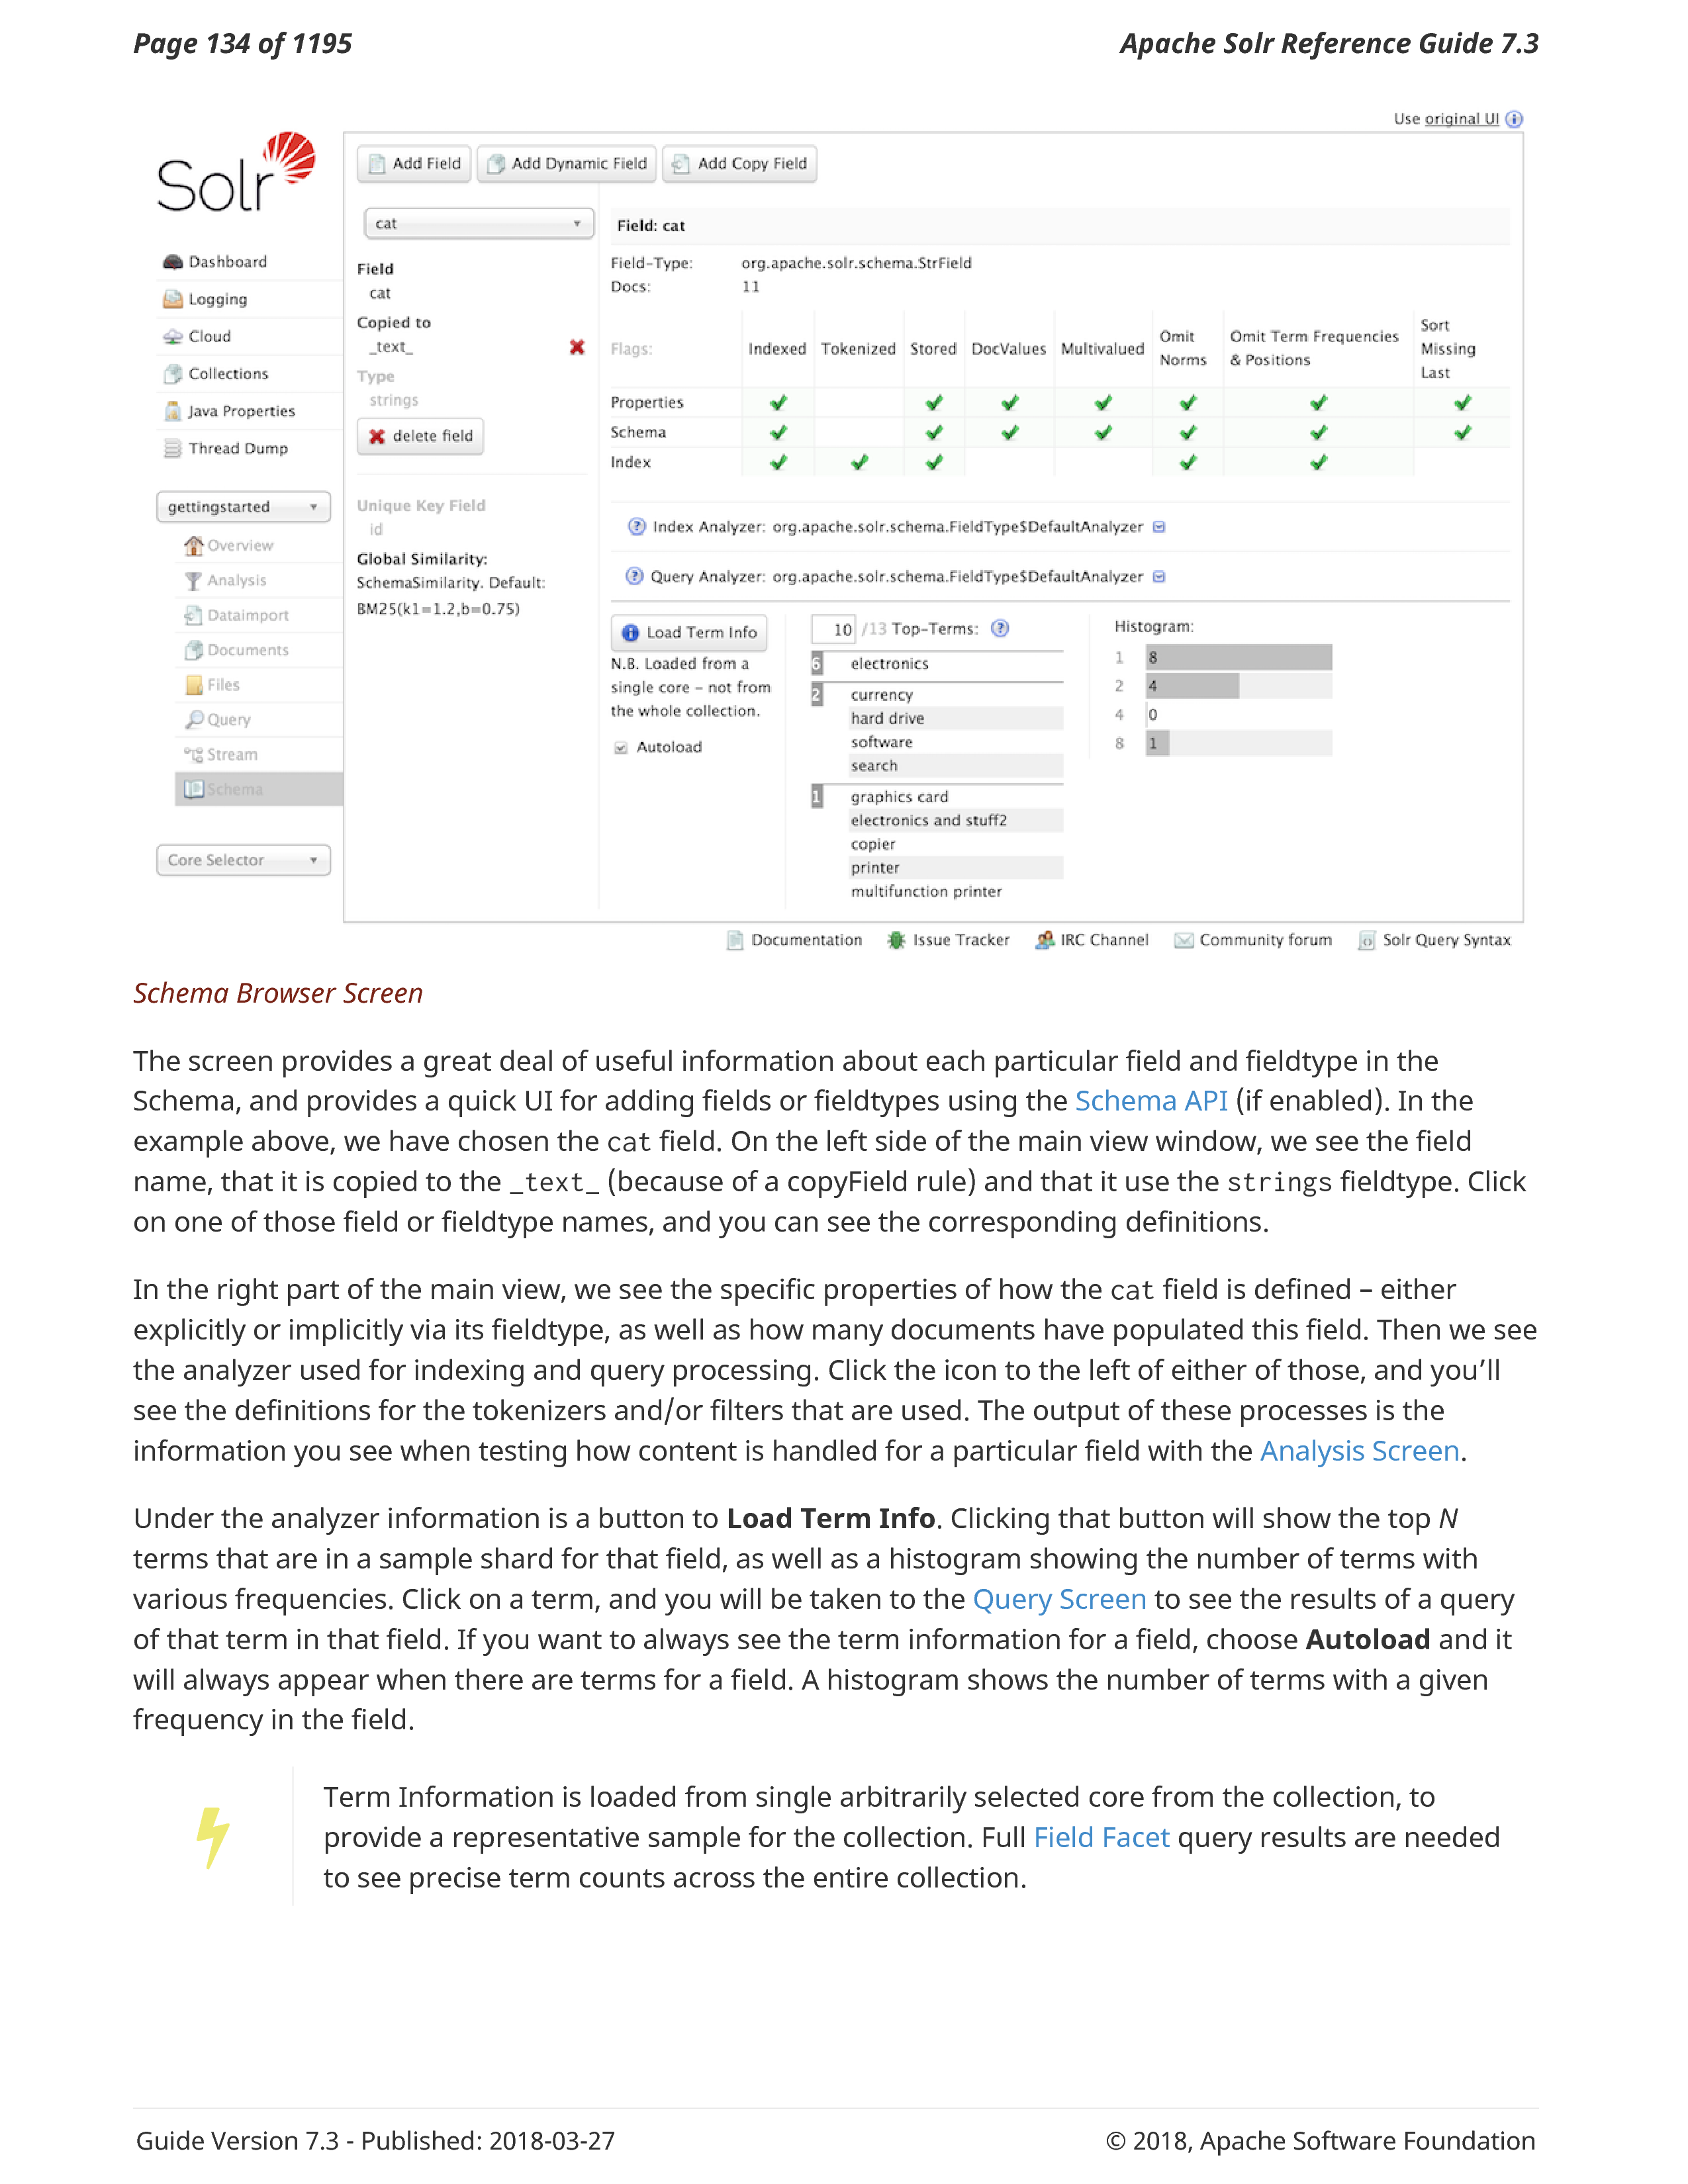 Page 134 of 1195
Apache Solr Reference Guide 7.3
Use original UI
Solr
Dashboard
Logging
Cloud
Collections
Java Properties
Thread Dump
gettingstarted
Overview
Analysis
Dataimport
Documents
Files
Query
Stream
Schema
Core Selector
Add Field
Add Dynamic Field
Add Copy Field
cat
Field
cat
Copied to
_text_
Type
strings
delete field
Unique Key Field
id
Global Similarity:
SchemaSimilarity. Default:
BM25(k1=1.2,b=0.75)
Field: cat
Field-Type: org.apache.solr.schema.StrField
Docs: 11
Flags: Indexed Tokenized Stored DocValues Multivalued Omit Norms Omit Term Frequencies & Positions Sort Missing Last
Properties
Schema
Index
Index Analyzer: org.apache.solr.schema.FieldType$DefaultAnalyzer
Query Analyzer: org.apache.solr.schema.FieldType$DefaultAnalyzer
Load Term Info
N.B. Loaded from a
single core – not from
the whole collection.
Autoload
10 /13 Top-Terms:
6 electronics
2 currency
hard drive
software
search
1 graphics card
electronics and stuff2
copier
printer
multifunction printer
Histogram:
1 8
2 4
4 0
8 1
Documentation
Issue Tracker
IRC Channel
Community forum
Solr Query Syntax
Schema Browser Screen
The screen provides a great deal of useful information about each particular field and fieldtype in the
Schema, and provides a quick UI for adding fields or fieldtypes using the Schema API (if enabled). In the
example above, we have chosen the cat field. On the left side of the main view window, we see the field
name, that it is copied to the _text_ (because of a copyField rule) and that it use the strings fieldtype. Click
on one of those field or fieldtype names, and you can see the corresponding definitions.
In the right part of the main view, we see the specific properties of how the cat field is defined – either
explicitly or implicitly via its fieldtype, as well as how many documents have populated this field. Then we see
the analyzer used for indexing and query processing. Click the icon to the left of either of those, and you’ll
see the definitions for the tokenizers and/or filters that are used. The output of these processes is the
information you see when testing how content is handled for a particular field with the Analysis Screen.
Under the analyzer information is a button to Load Term Info. Clicking that button will show the top N
terms that are in a sample shard for that field, as well as a histogram showing the number of terms with
various frequencies. Click on a term, and you will be taken to the Query Screen to see the results of a query
of that term in that field. If you want to always see the term information for a field, choose Autoload and it
will always appear when there are terms for a field. A histogram shows the number of terms with a given
frequency in the field.
Term Information is loaded from single arbitrarily selected core from the collection, to
provide a representative sample for the collection. Full Field Facet query results are needed
to see precise term counts across the entire collection.
Guide Version 7.3 - Published: 2018-03-27
© 2018, Apache Software Foundation